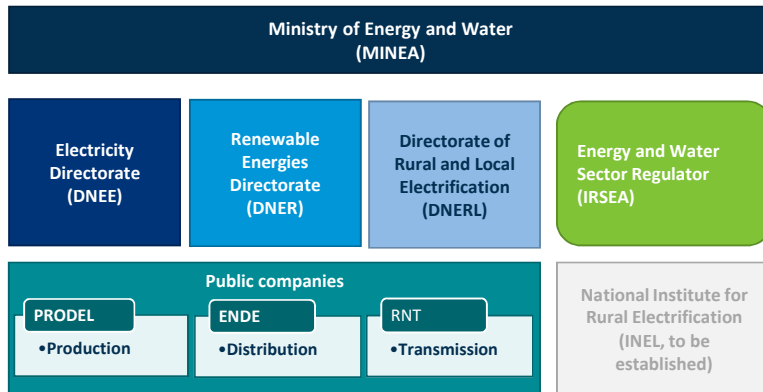 Ministry of Energy and Water
(MINEA)
Electricity
Directorate
(DNEE)
Renewable
Energies
Directorate
(DNER)
Directorate of
Rural and Local
Electrification
(DNERL)
Energy and Water
Sector Regulator
(IRSEA)
Public companies
PRODEL
•Production
ENDE
•Distribution
RNT
•Transmission
National Institute for
Rural Electrification
(INEL, to be
established)